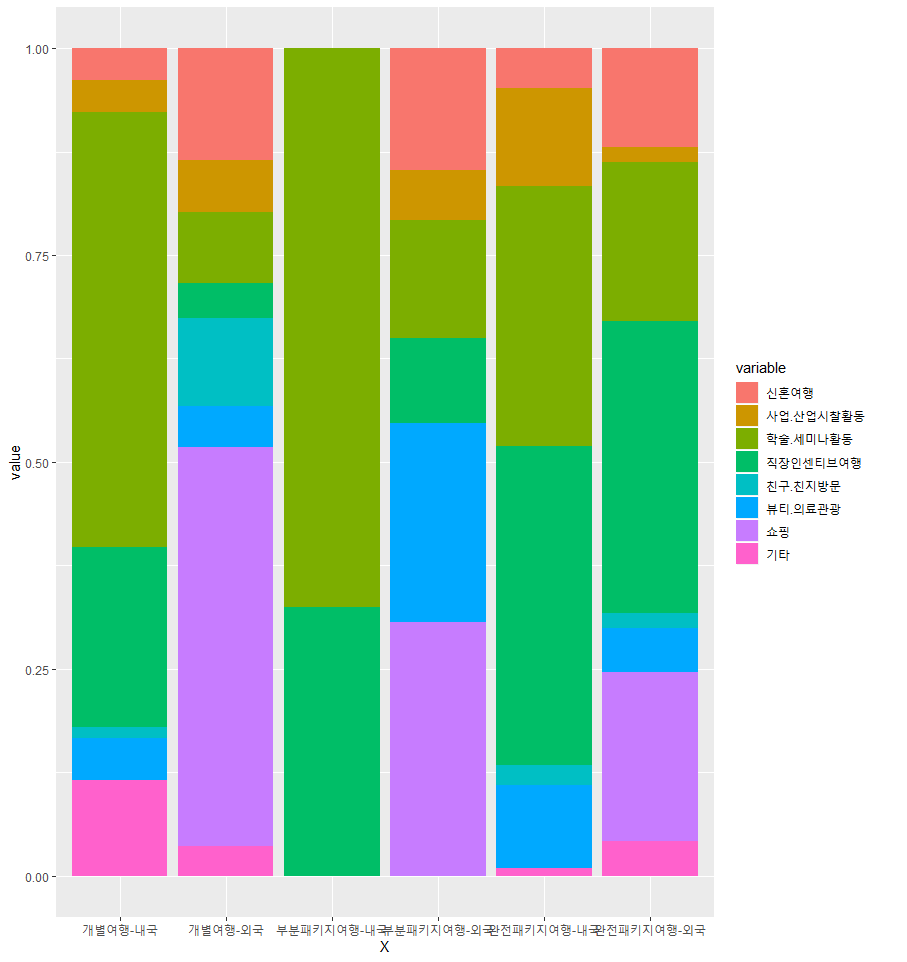 1.00
0.75
0.50
0.25
0.00
value
개별여행-내국
개별여행-외국
부분패키지여행-내국
부분패키지여행-외국
완전패키지여행-내국
완전패키지여행-외국
X
variable
신혼여행
사업.산업시찰활동
학술.세미나활동
직장인센티브여행
친구.친지방문
뷰티.의료관광
쇼핑
기타